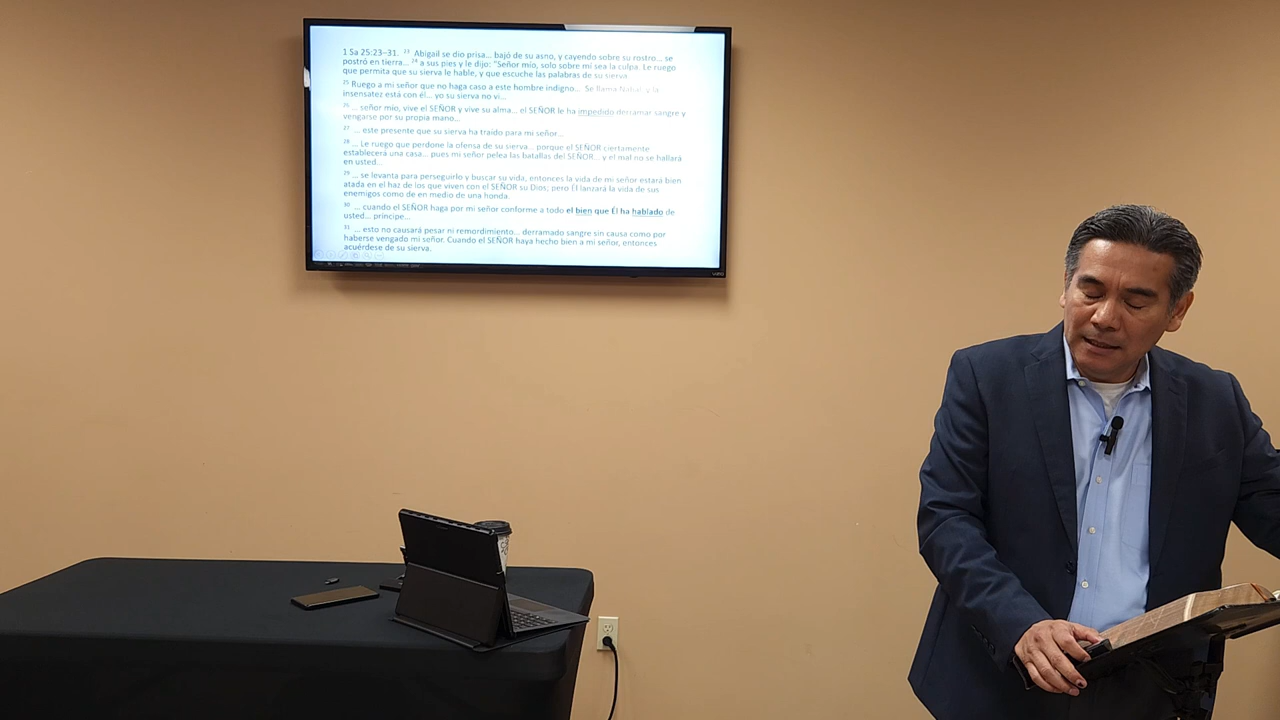 1 Sa 25:23–31. 23 Abigail se dio prisa... bajó de su asno, y cayendo sobre su rostro... se
postró en tierra... 24 a sus pies y le dijo: "Señor mío, solo sobre mí sea la culpa. Le ruego
que permita que su sierva le hable, y que escuche las palabras de su sierva
25 Ruego a mi señor que no haga caso a este hombre indigno... Se llama Nabal, y la
insensatez está con él... yo su sierva no vi...
26 ... señor mío, vive el SEÑOR y vive su alma... el SEÑOR le ha impedido derramar sangre y
vengarse por su propia mano...
27 ... este presente que su sierva ha traído para mi señor...
28 ... Le ruego que perdone la ofensa de su sierva... porque el SEÑOR ciertamente
establecerá una casa... pues mi señor pelea las batallas del SEÑOR... y el mal no se hallará
en usted...
29 ... se levanta para perseguirlo y buscar su vida, entonces la vida de mi señor estará bien
atada en el haz de los que viven con el SEÑOR su Dios; pero Él lanzará la vida de sus
enemigos como de en medio de una honda.
30 ... cuando el SEÑOR haga por mi señor conforme a todo el bien que Él ha hablado de
usted... príncipe...
31 ... esto no causará pesar ni remordimiento... derramado sangre sin causa como por
haberse vengado mi señor. Cuando el SEÑOR haya hecho bien a mi señor, entonces
acuérdese de su sierva.
VIZIO